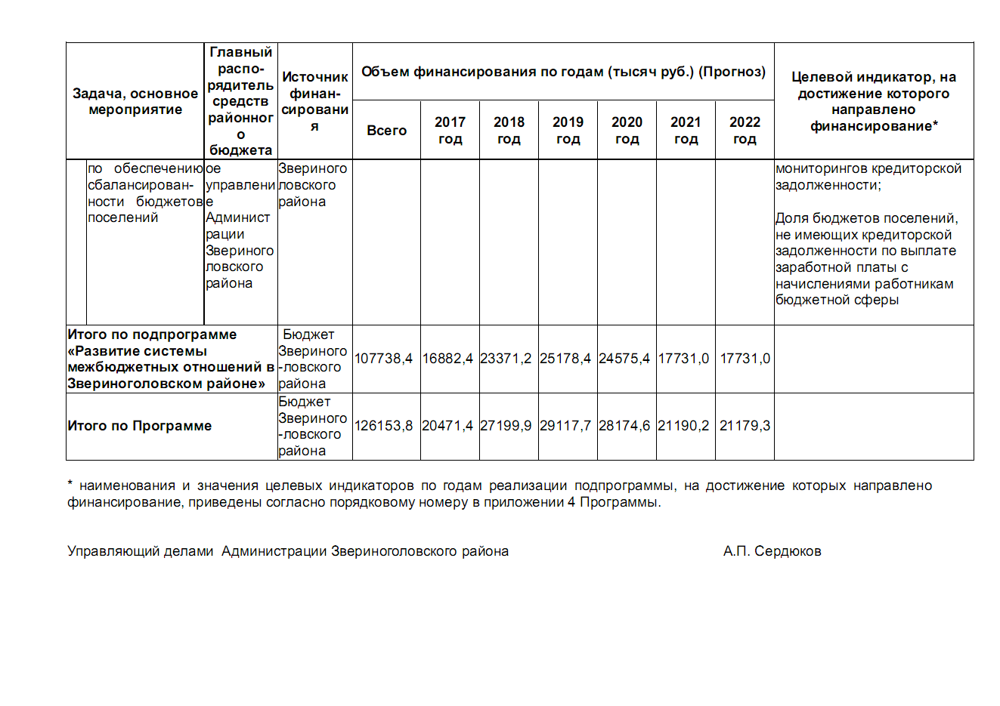 Задача, основное
мероприятие
Главный
распо-
рядитель
средств
районног
о
бюджета
Источник
финан-
сировани
я
Объем финансирования по годам (тысяч руб.) (Прогноз)
Всего
2017
год
2018
год
2019
год
2020
год
2021
год
2022
год
Целевой индикатор, на
достижение которого
направлено
финансирование*
по обеспечению
сбалансирован-
ности бюджетов
поселений
ое
управлени
е
Админист
рации
Звериного
ловского
района
Звериного
ловского
района
мониторингов кредиторской
задолженности;
Доля бюджетов поселений,
не имеющих кредиторской
задолженности по выплате
заработной платы с
начислениями работникам
бюджетной сферы
Итого по подпрограмме
«Развитие системы
межбюджетных отношений в
Звериноголовском районе»
Бюджет
Звериного
-ловского
района
107738,4 16882,4 23371,2 25178,4 24575,4 17731,0 17731,0
Итого по Программе
Бюджет
Звериного
-ловского
района
126153,8 20471,4 27199,9 29117,7 28174,6 21190,2 21179,3
* наименования и значения целевых индикаторов по годам реализации подпрограммы, на достижение которых направлено
финансирование, приведены согласно порядковому номеру в приложении 4 Программы.
Управляющий делами Администрации Звериноголовского района А.П. Сердюков